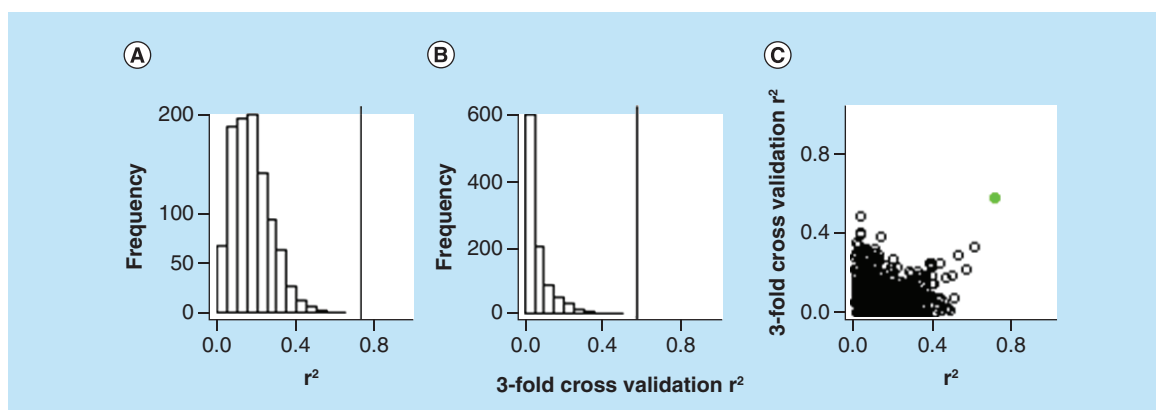 A
B
C
Frequency
200
100
50
0
0.0 0.4 0.8
r²
Frequency
600
400
200
0
0.0 0.4 0.8
3-fold cross validation r²
3-fold cross validation r²
0.8
0.4
0.0
0.0 0.4 0.8
r²